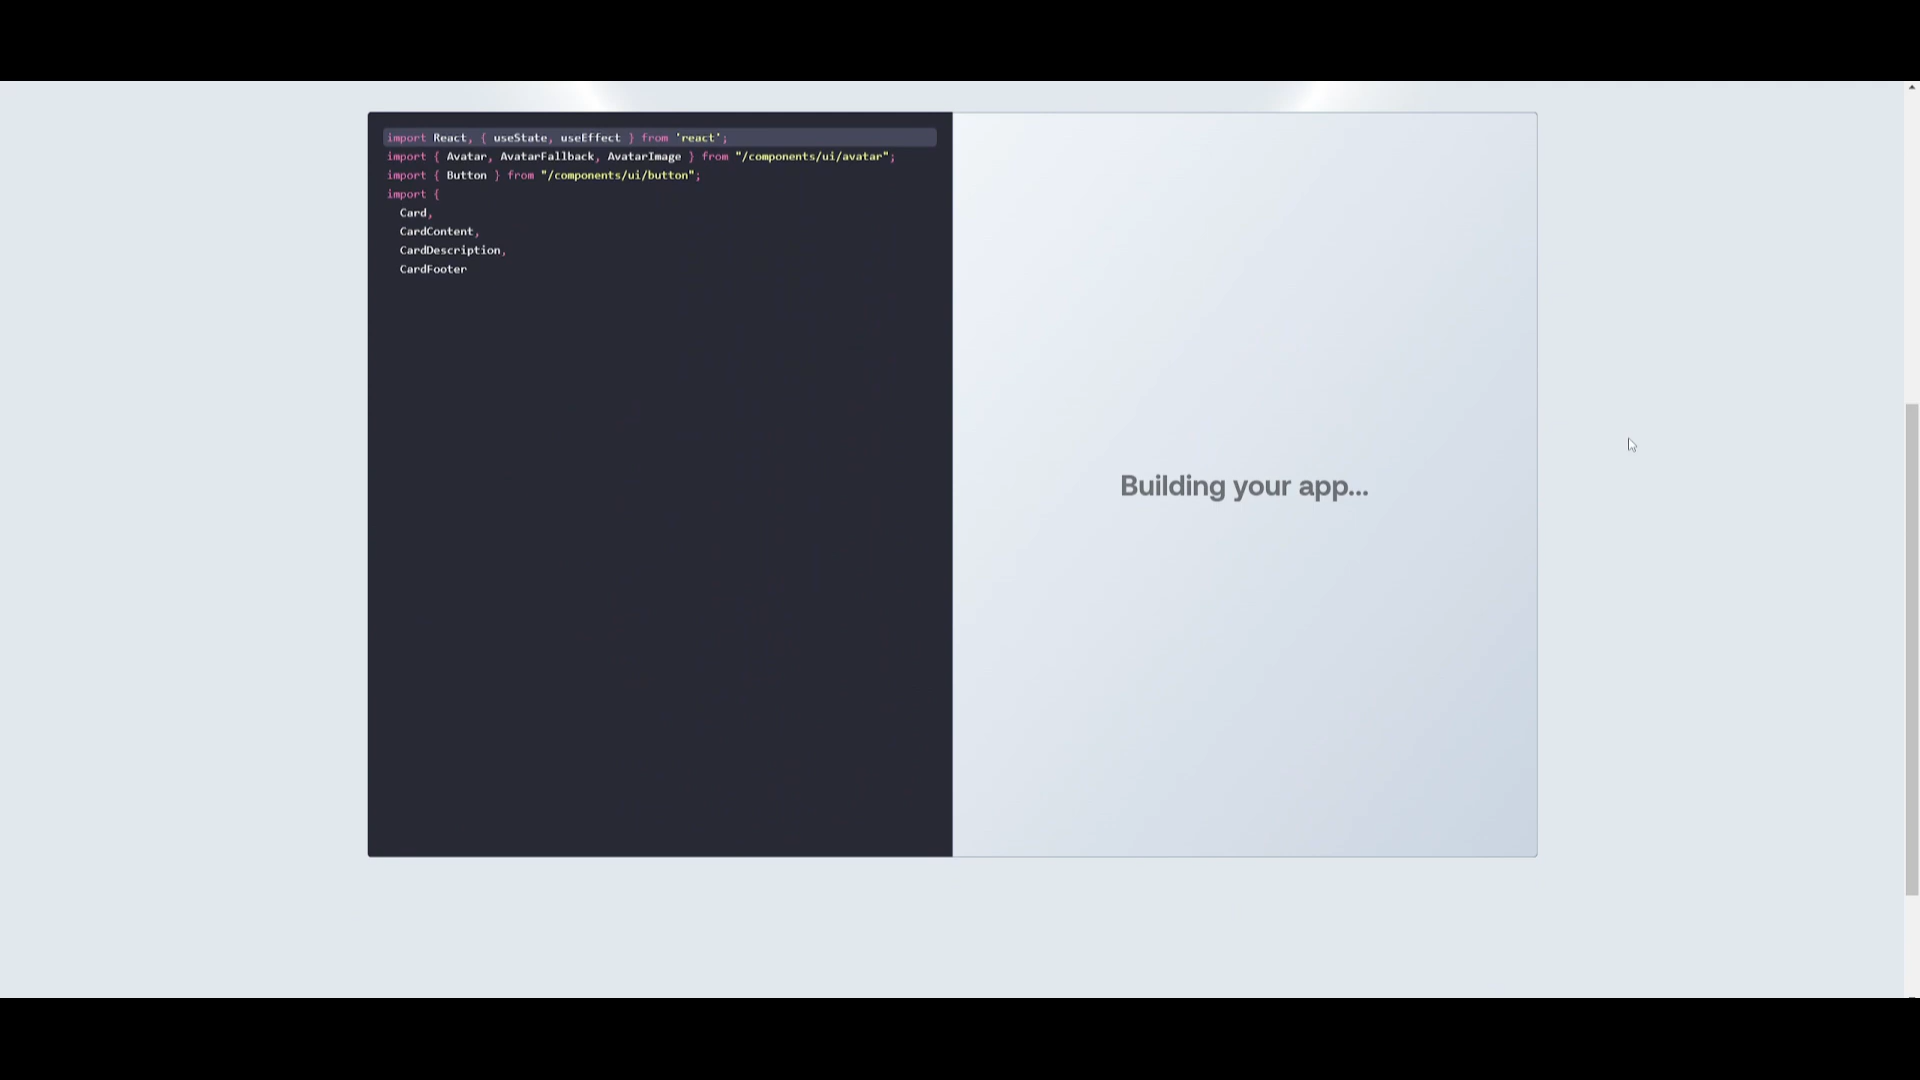 import React, { useState, useEffect } from 'react';
import { Avatar, AvatarFallback, AvatarImage } from "/components/ui/avatar";
import { Button } from "/components/ui/button";
import {
  Card,
  CardContent,
  CardDescription,
  CardFooter
Building your app...